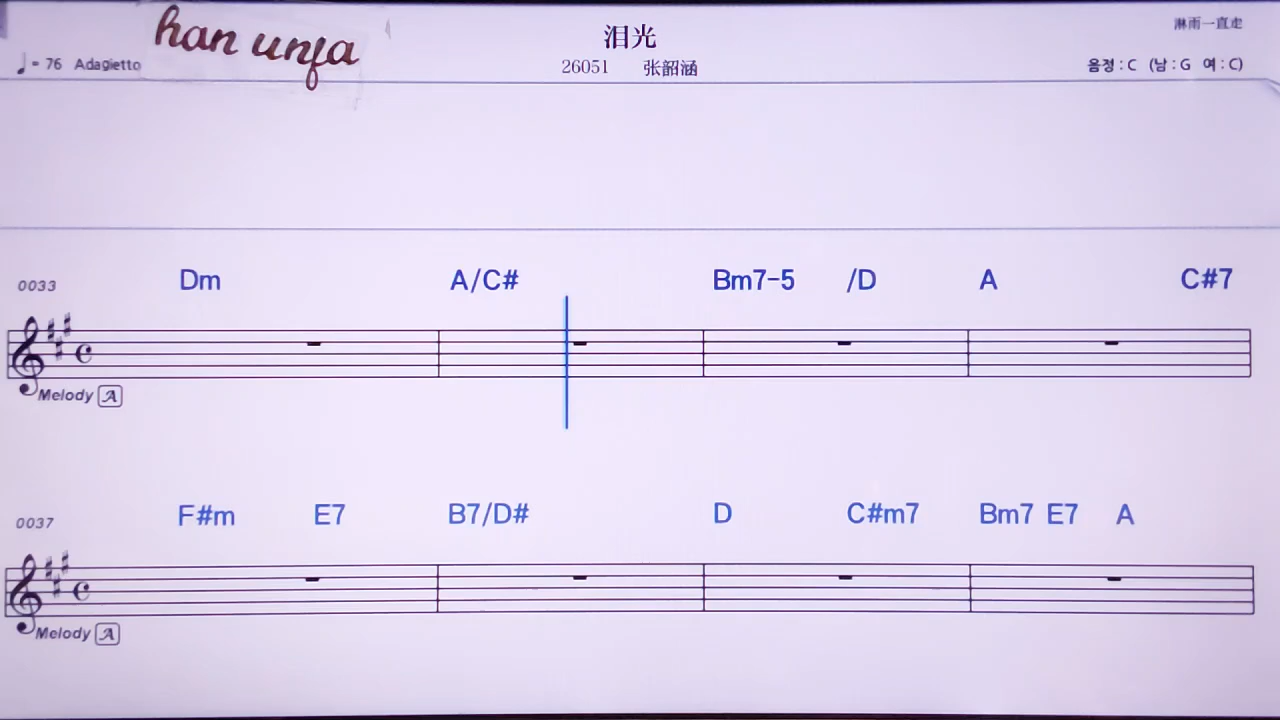 han unfa
泪光
淋雨一直走
♩= 76 Adagietto
26051 张韶涵
음정 : C (남 : G 여 : C)
0033 Dm A/C# Bm7-5 /D A C#7
Melody A
0037 F#m E7 B7/D# D C#m7 Bm7 E7 A
Melody A